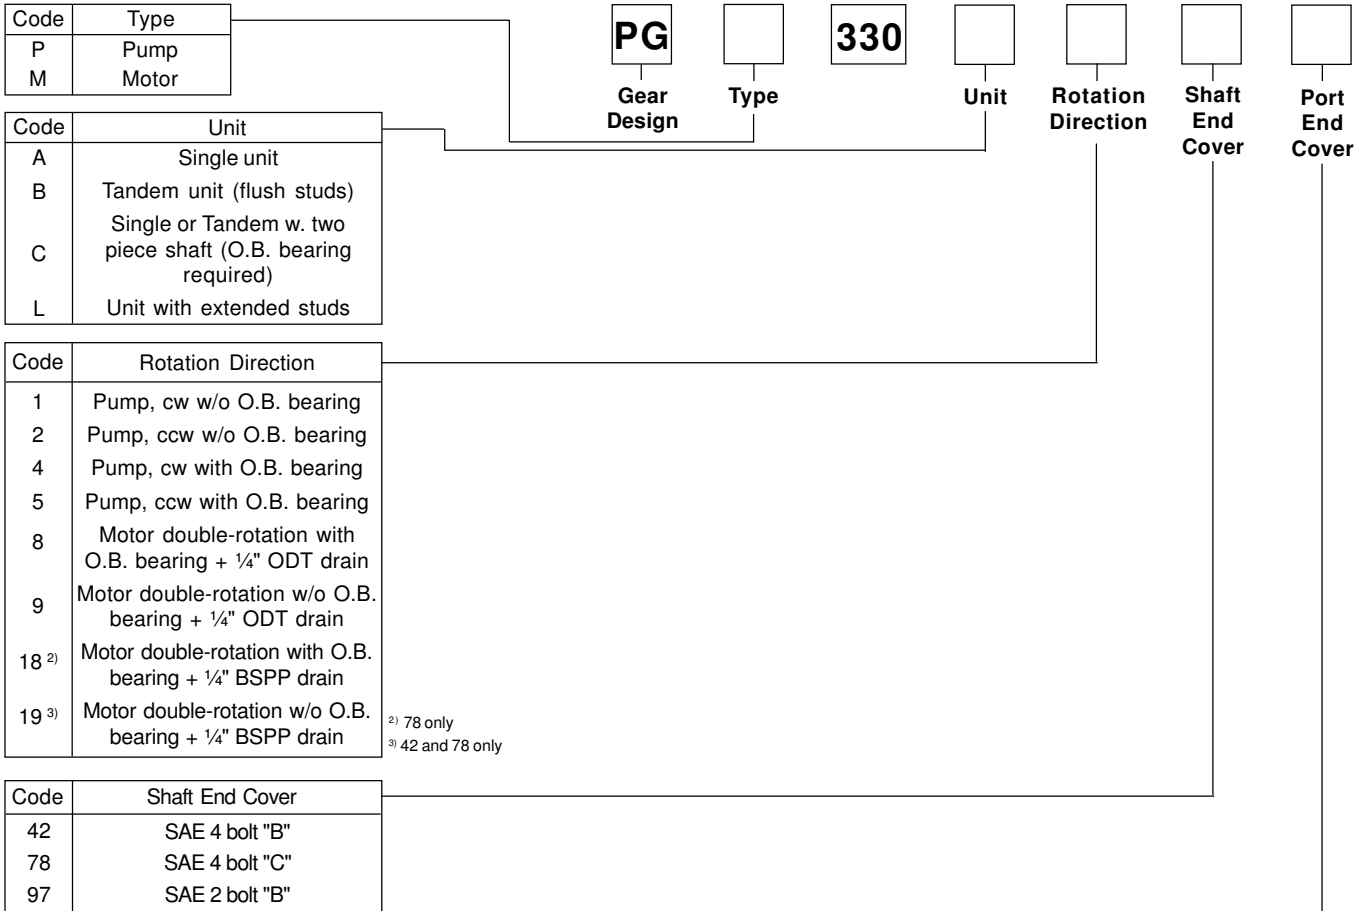 PG 330
Gear Design
Type
Unit
Rotation Direction
Shaft End Cover
Port End Cover
Code Type
P Pump
M Motor
Code Unit
A Single unit
B Tandem unit (flush studs)
C Single or Tandem w. two
piece shaft (O.B. bearing
required)
L Unit with extended studs
Code Rotation Direction
1 Pump, cw w/o O.B. bearing
2 Pump, ccw w/o O.B. bearing
4 Pump, cw with O.B. bearing
5 Pump, ccw with O.B. bearing
8 Motor double-rotation with
O.B. bearing + ¼" ODT drain
9 Motor double-rotation w/o O.B.
bearing + ¼" ODT drain
18 2) Motor double-rotation with O.B.
bearing + ¼" BSPP drain
19 3) Motor double-rotation w/o O.B.
bearing + ¼" BSPP drain
2) 78 only
3) 42 and 78 only
Code Shaft End Cover
42 SAE 4 bolt "B"
78 SAE 4 bolt "C"
97 SAE 2 bolt "B"